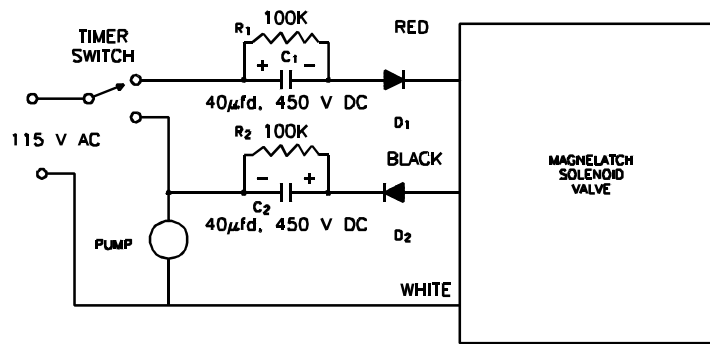 TIMER
SWITCH
115 V AC
R1 100K
+ C1 -
40μfd, 450 V DC
RED
D1
R2 100K
- +
C2
40μfd, 450 V DC
BLACK
D2
PUMP
WHITE
MAGNELATCH
SOLENOID
VALVE